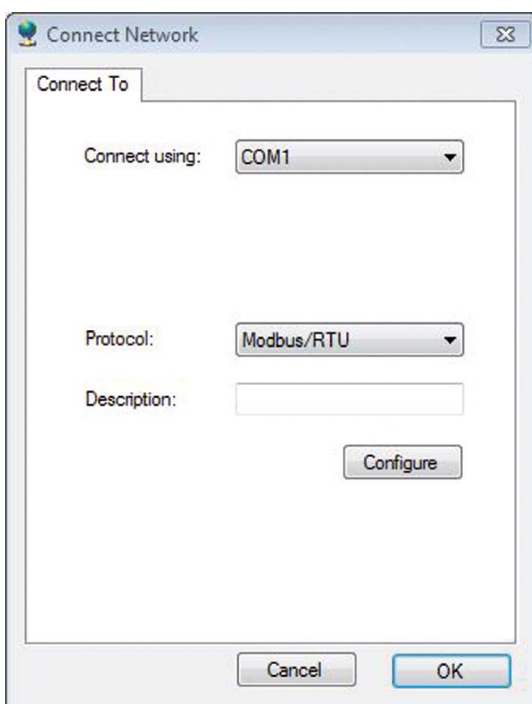 Connect Network
Connect To
Connect using: COM1
Protocol: Modbus/RTU
Description:
Configure
Cancel OK